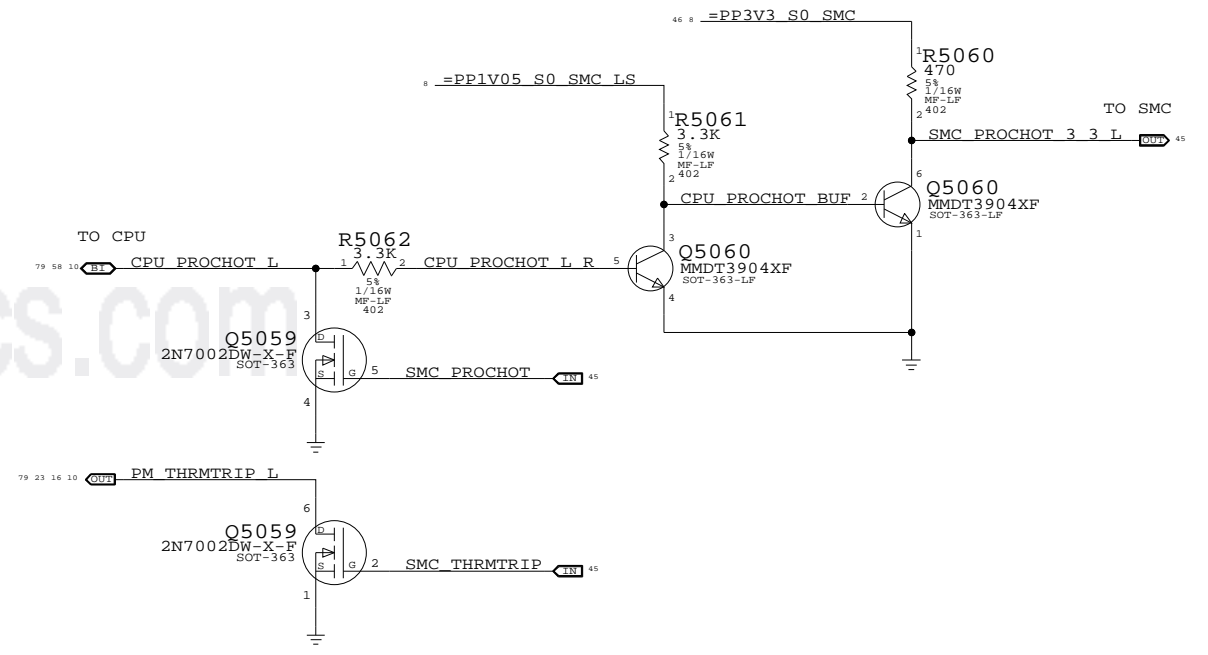 46 8 =PP3V3_S0_SMC
1 R5060
470
5%
1/16W
MF-LF
2 402
8 =PP1V05_S0_SMC_LS
1 R5061
3.3K
5%
1/16W
MF-LF
2 402
TO SMC
SMC_PROCHOT_3_3_L OUT 45
CPU_PROCHOT_BUF 2
6
Q5060
MMDT3904XF
SOT-363-LF
1
TO CPU
79 58 10 BI CPU_PROCHOT_L
R5062
3.3K
1 2
5%
1/16W
MF-LF
402
CPU_PROCHOT_L_R 5
3
Q5060
MMDT3904XF
SOT-363-LF
4
cs.com
3
Q5059
2N7002DW-X-F
SOT-363
D
S G 5 SMC_PROCHOT IN 45
4
79 23 16 10 OUT PM_THRMTRIP_L
6
Q5059
2N7002DW-X-F
SOT-363
D
S G 2 SMC_THRMTRIP IN 45
1